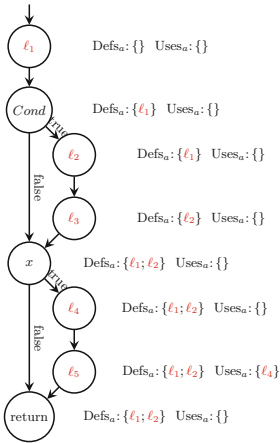 ℓ₁ Defsₐ: {} Usesₐ: {}
Cond Defsₐ: {ℓ₁} Usesₐ: {}
true
ℓ₂ Defsₐ: {ℓ₁} Usesₐ: {}
false
ℓ₃ Defsₐ: {ℓ₂} Usesₐ: {}
x Defsₐ: {ℓ₁; ℓ₂} Usesₐ: {}
true
ℓ₄ Defsₐ: {ℓ₁; ℓ₂} Usesₐ: {}
false
ℓ₅ Defsₐ: {ℓ₁; ℓ₂} Usesₐ: {ℓ₄}
return Defsₐ: {ℓ₁; ℓ₂} Usesₐ: {}